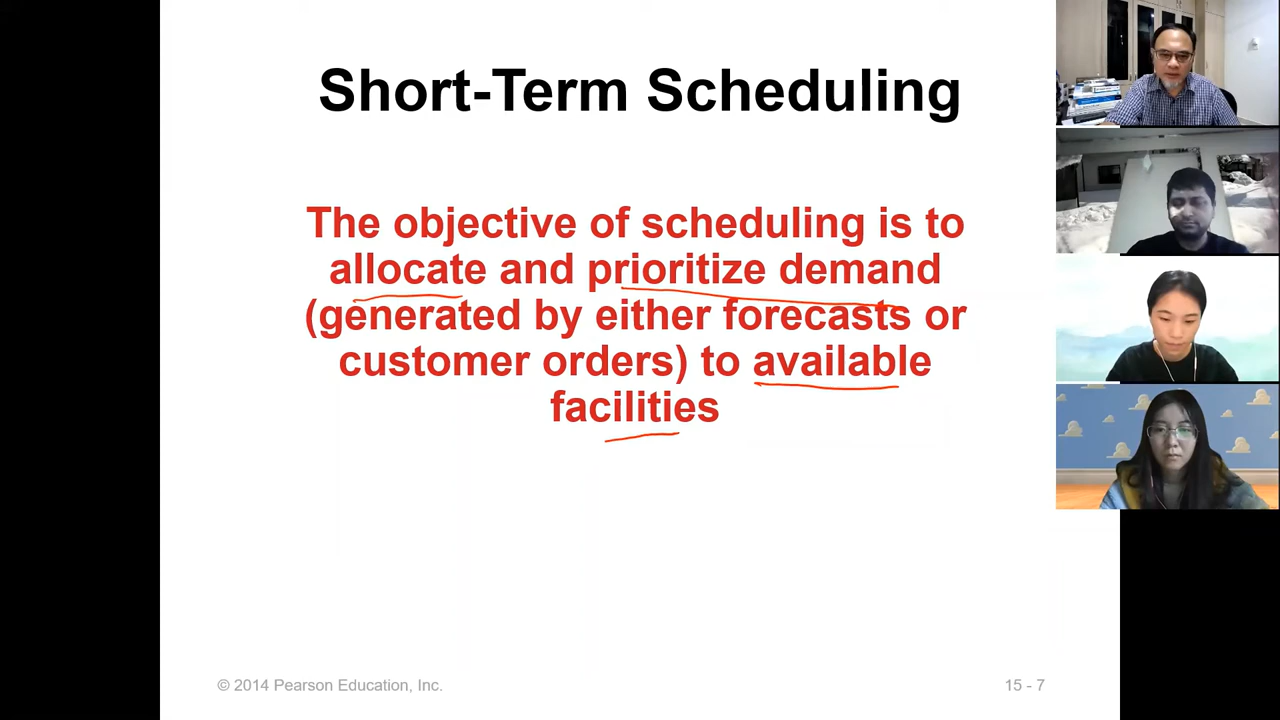 Short-Term Scheduling
The objective of scheduling is to
allocate and prioritize demand
(generated by either forecasts or
customer orders) to available
facilities
© 2014 Pearson Education, Inc.
15 - 7